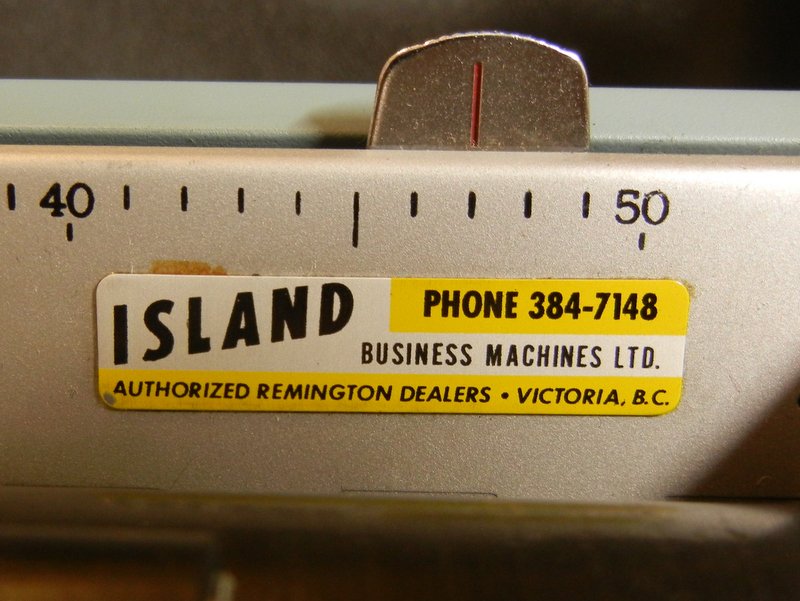 40 50
ISLAND
PHONE 384-7148
BUSINESS MACHINES LTD.
AUTHORIZED REMINGTON DEALERS • VICTORIA, B.C.